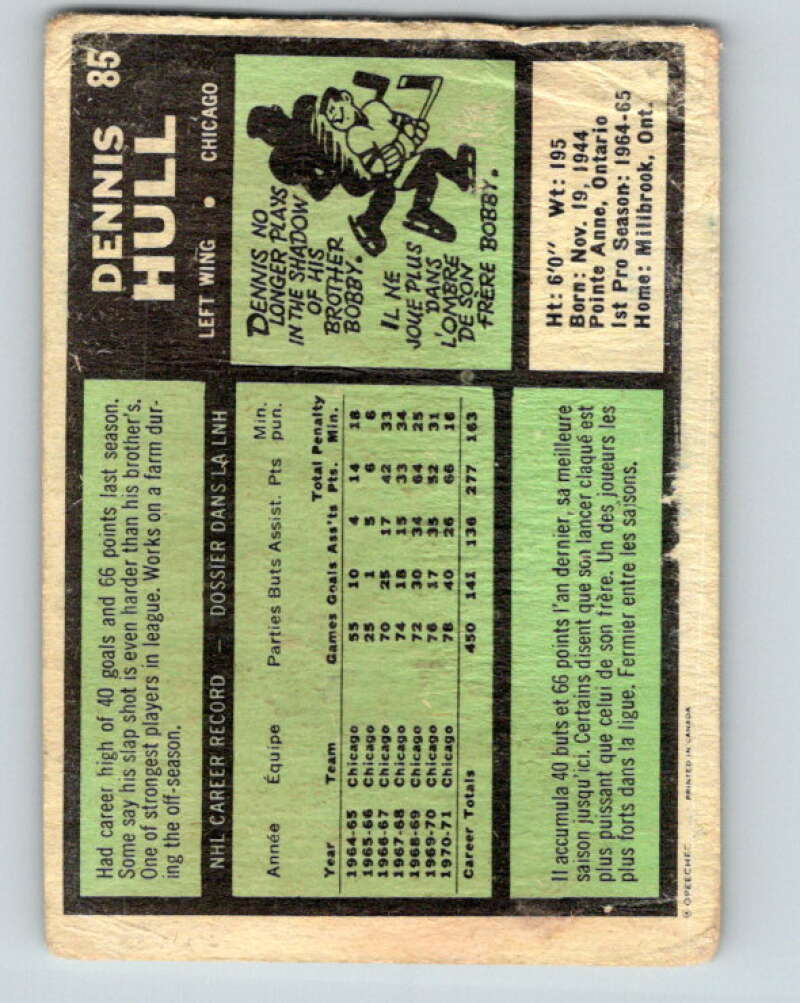 DENNIS 85
HULL
LEFT WING • CHICAGO
DENNIS NO
LONGER PLAYS
IN THE SHADOW
OF HIS
BROTHER
BOBBY.
IL NE
JOUE PLUS
DANS
L'OMBRE
DE SON
FRÈRE BOBBY.
Ht: 6'0" Wt: 195
Born: Nov. 19, 1944
Pointe Anne, Ontario
1st Pro Season: 1964-65
Home: Millbrook, Ont.
Had career high of 40 goals and 66 points last season.
Some say his slap shot is even harder than his brother's.
One of strongest players in league. Works on a farm dur-
ing the off-season.
NHL CAREER RECORD — DOSSIER DANS LA LNH
Année Équipe Parties Buts Assist. Pts Min. pun.
Year Team Games Goals Ass'ts Total Pts. Penalty Min.
1964-65 Chicago 55 10 4 14 18
1965-66 Chicago 25 1 5 6 6
1966-67 Chicago 70 25 17 42 33
1967-68 Chicago 74 18 15 33 34
1968-69 Chicago 72 30 34 64 25
1969-70 Chicago 76 17 35 52 31
1970-71 Chicago 78 40 26 66 16
Career Totals 450 141 136 277 163
Il accumula 40 buts et 66 points l'an dernier, sa meilleure
saison jusqu'ici. Certains disent que son lancer claqué est
plus puissant que celui de son frère. Un des joueurs les
plus forts dans la ligue. Fermier entre les saisons.
© OPEECHEE PRINTED IN CANADA